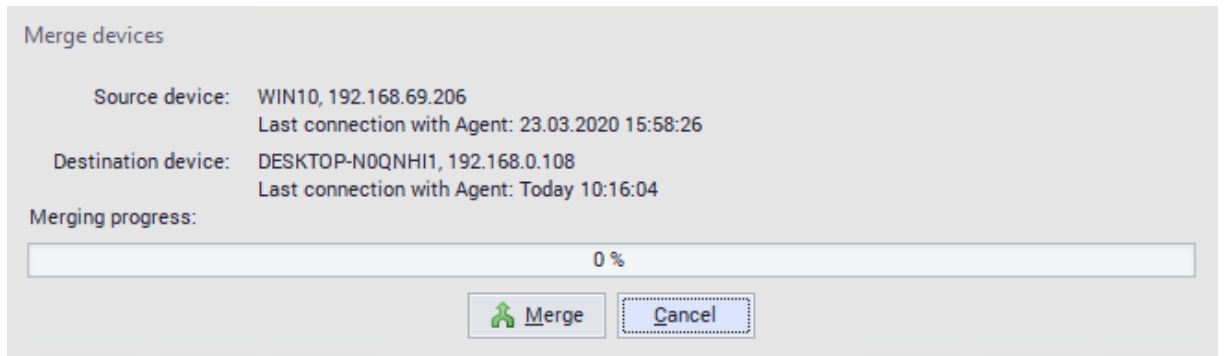 Merge devices
Source device: WIN10, 192.168.69.206
Last connection with Agent: 23.03.2020 15:58:26
Destination device: DESKTOP-N0QNHI1, 192.168.0.108
Last connection with Agent: Today 10:16:04
Merging progress:
0 %
Merge Cancel